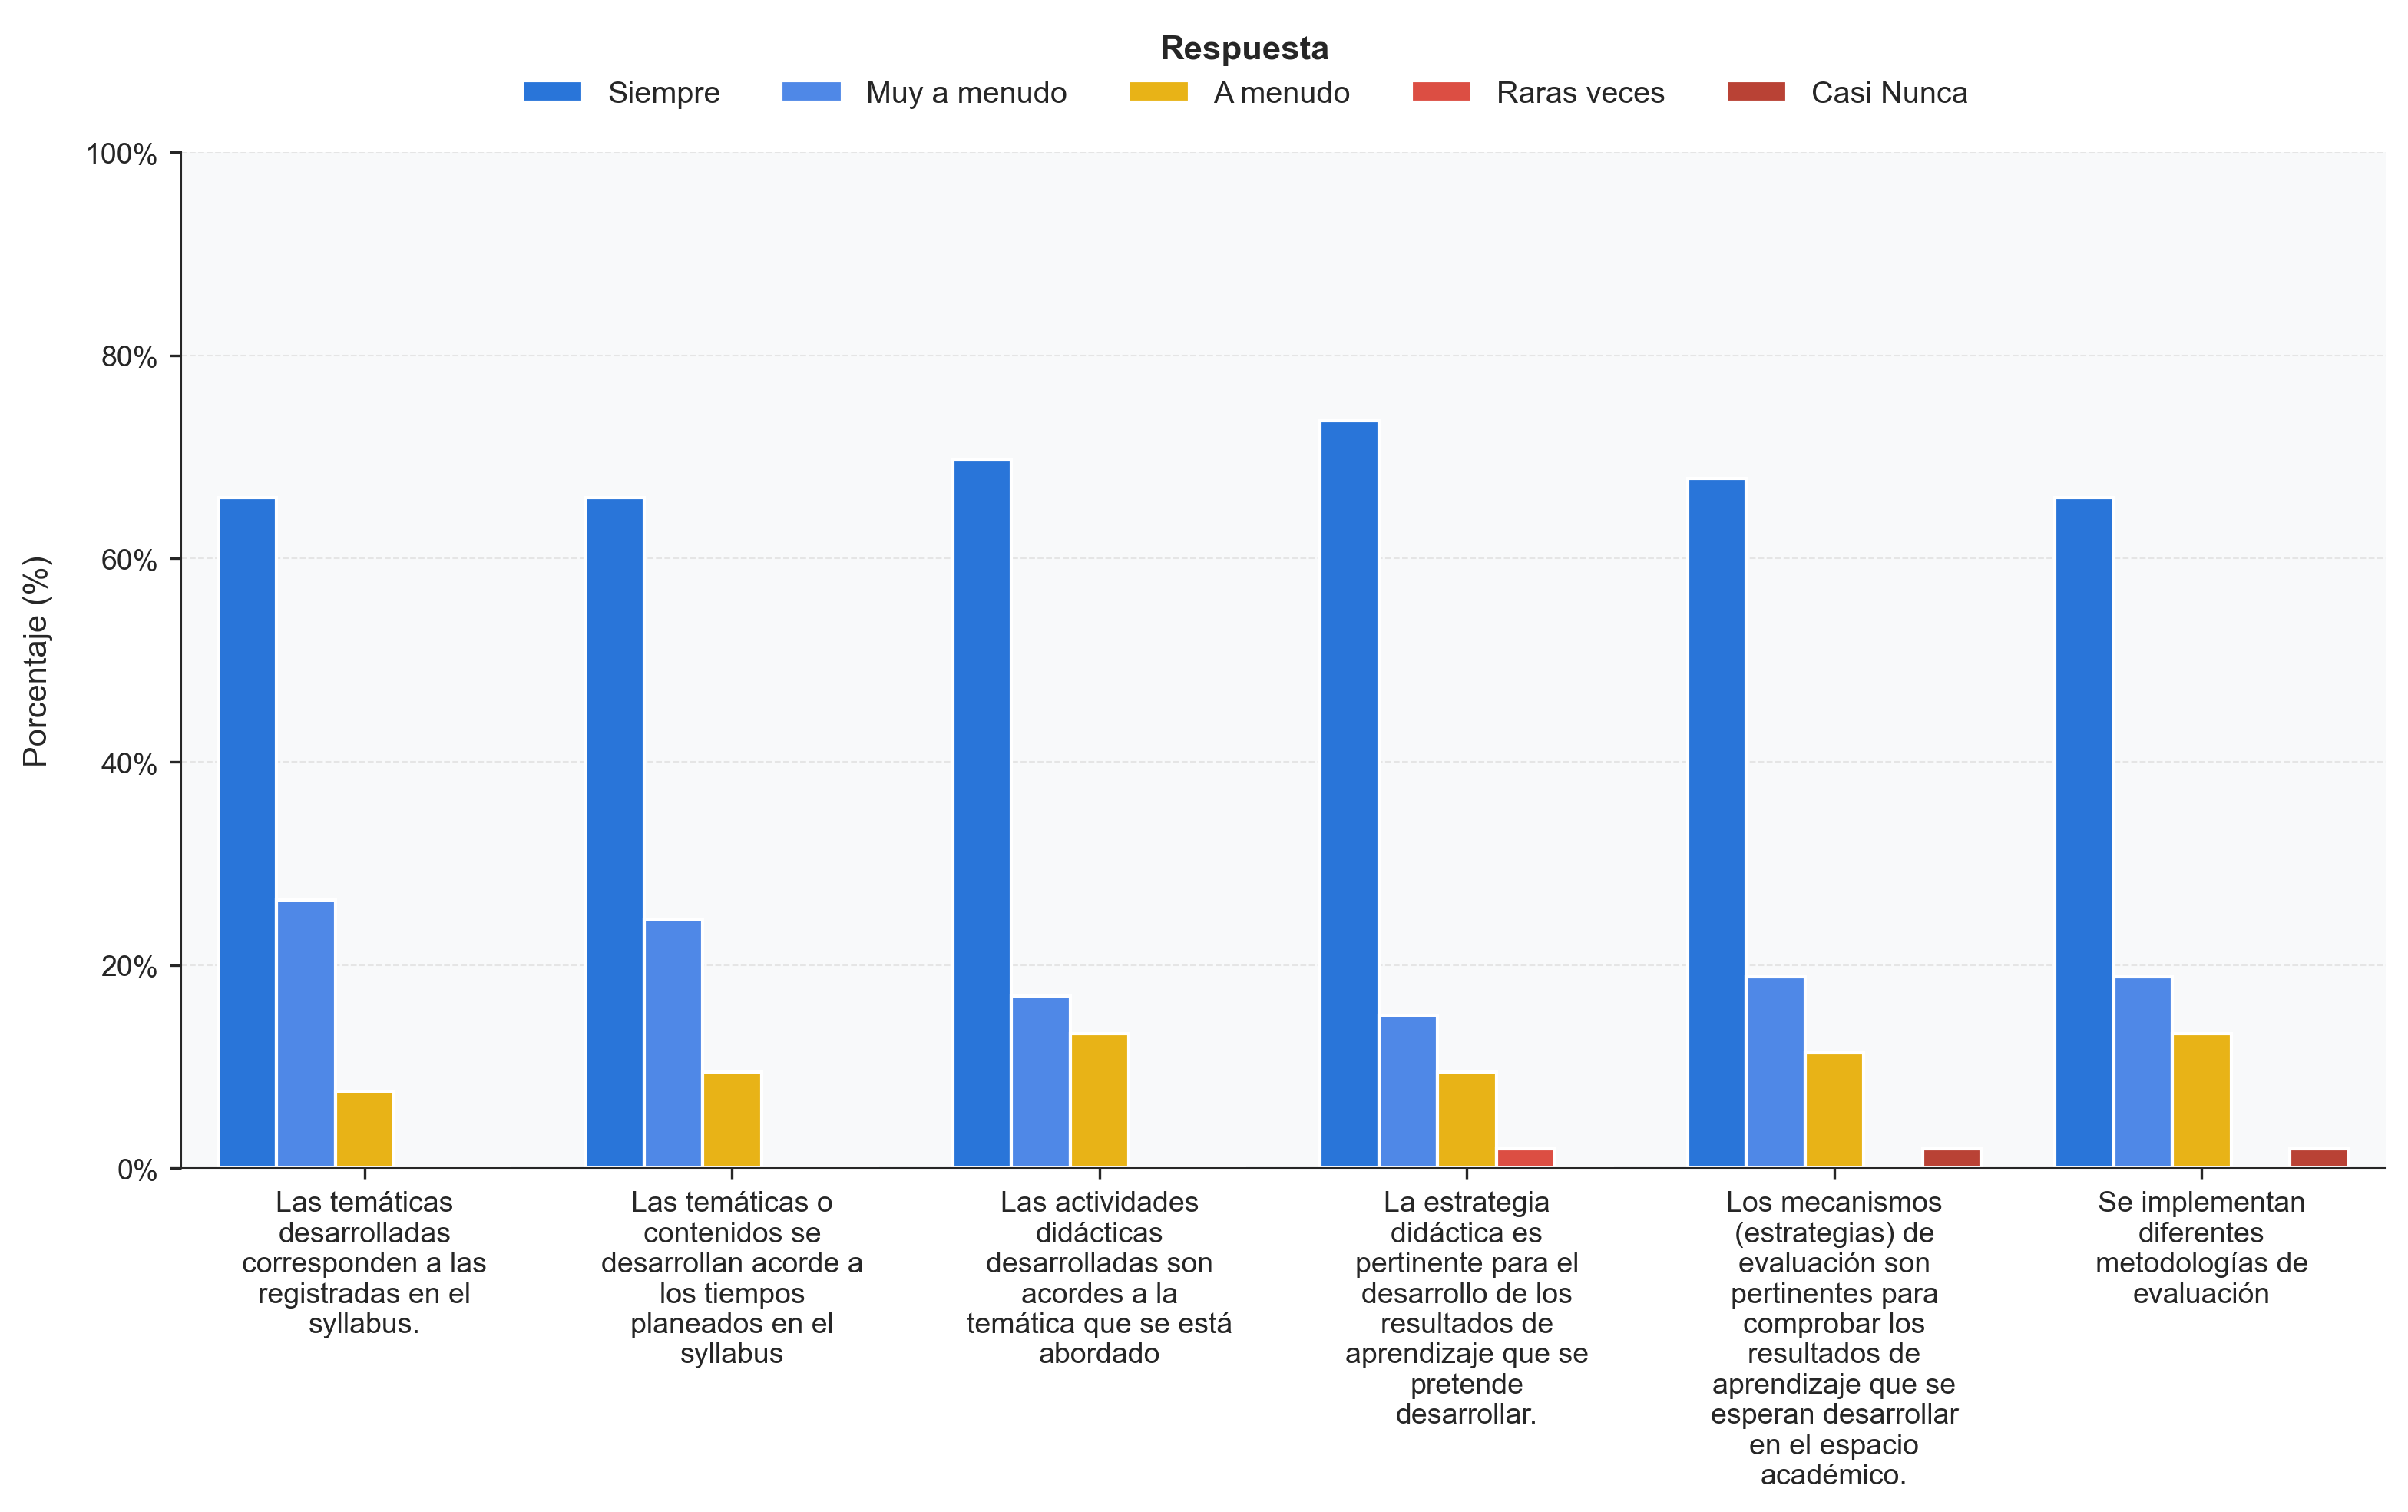 Respuesta
Siempre
Muy a menudo
A menudo
Raras veces
Casi Nunca
100%
80%
60%
40%
20%
0%
Porcentaje (%)
Las temáticas
desarrolladas
corresponden a las
registradas en el
syllabus.
Las temáticas o
contenidos se
desarrollan acorde a
los tiempos
planeados en el
syllabus
Las actividades
didácticas
desarrolladas son
acordes a la
temática que se está
abordado
La estrategia
didáctica es
pertinente para el
desarrollo de los
resultados de
aprendizaje que se
pretende
desarrollar.
Los mecanismos
(estrategias) de
evaluación son
pertinentes para
comprobar los
resultados de
aprendizaje que se
esperan desarrollar
en el espacio
académico.
Se implementan
diferentes
metodologías de
evaluación